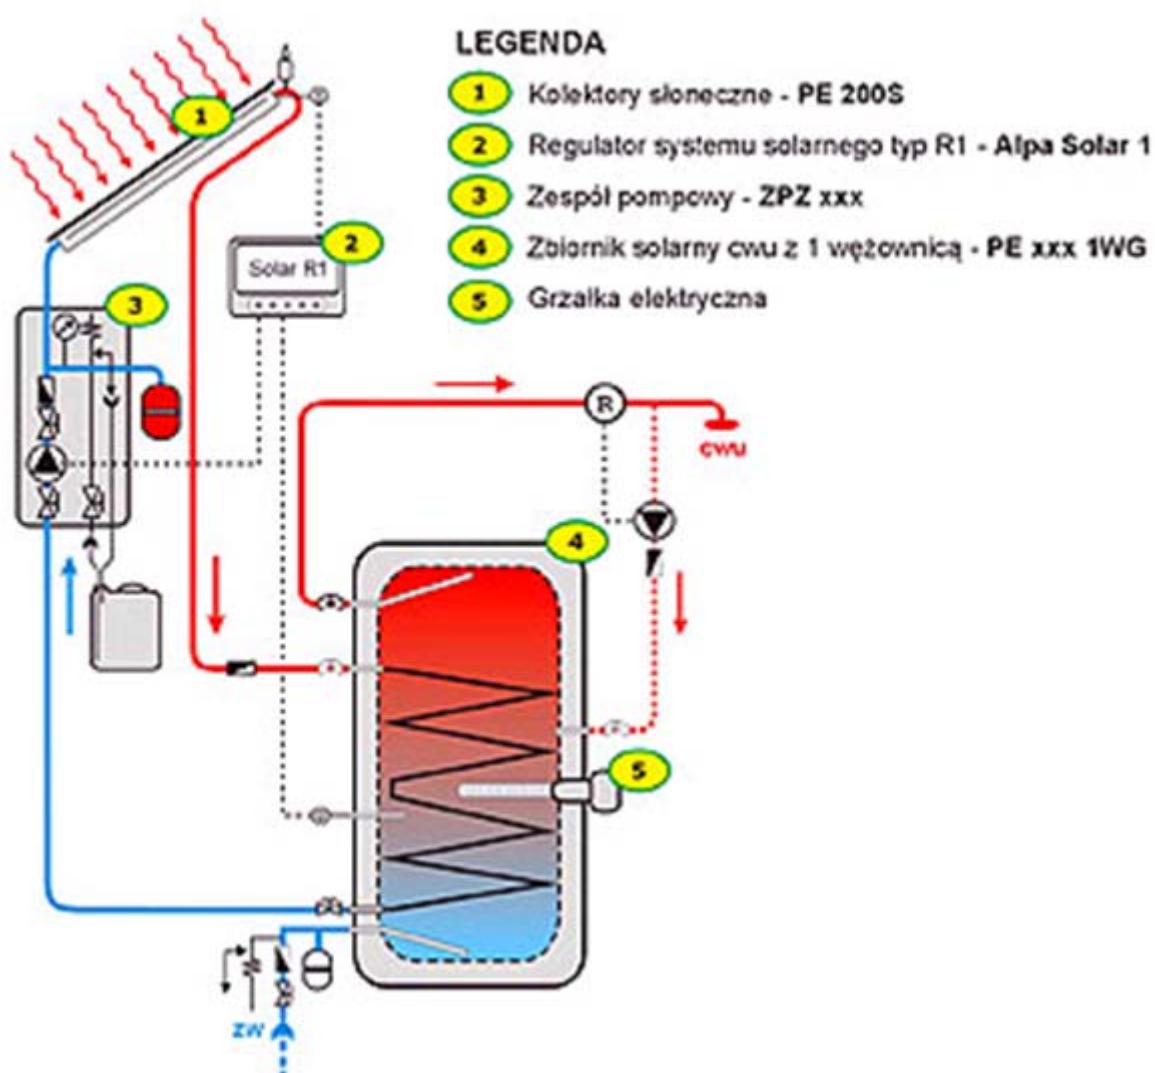 LEGENDA
1 Kolektory słoneczne - PE 200S
2 Regulator systemu solarnego typ R1 - Alpa Solar 1
3 Zespół pompowy - ZPZ xxx
4 Zbiornik solarny cwu z 1 wężownicą - PE xxx 1WG
5 Grzałka elektryczna
1
2
Solar R1
3
R
cwu
4
5
ZW